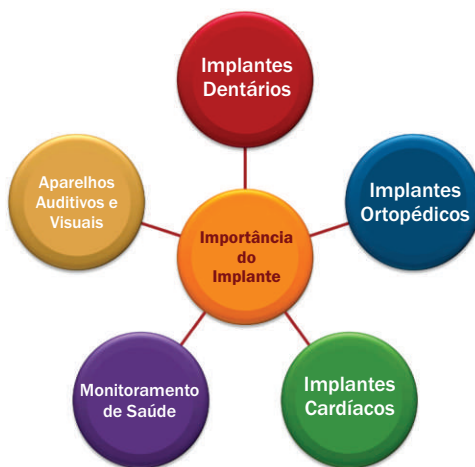 Implantes
Dentários
Aparelhos
Auditivos e
Visuais
Implantes
Ortopédicos
Importância
do
Implante
Monitoramento
de Saúde
Implantes
Cardíacos